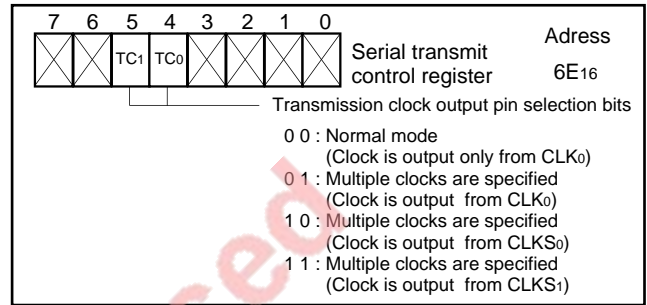 7 6 5 4 3 2 1 0
TC1 TC0
Serial transmit
control register
Adress
6E16
Transmission clock output pin selection bits
0 0 : Normal mode
(Clock is output only from CLK0)
0 1 : Multiple clocks are specified
(Clock is output from CLK0)
1 0 : Multiple clocks are specified
(Clock is output from CLKS0)
1 1 : Multiple clocks are specified
(Clock is output from CLKS1)